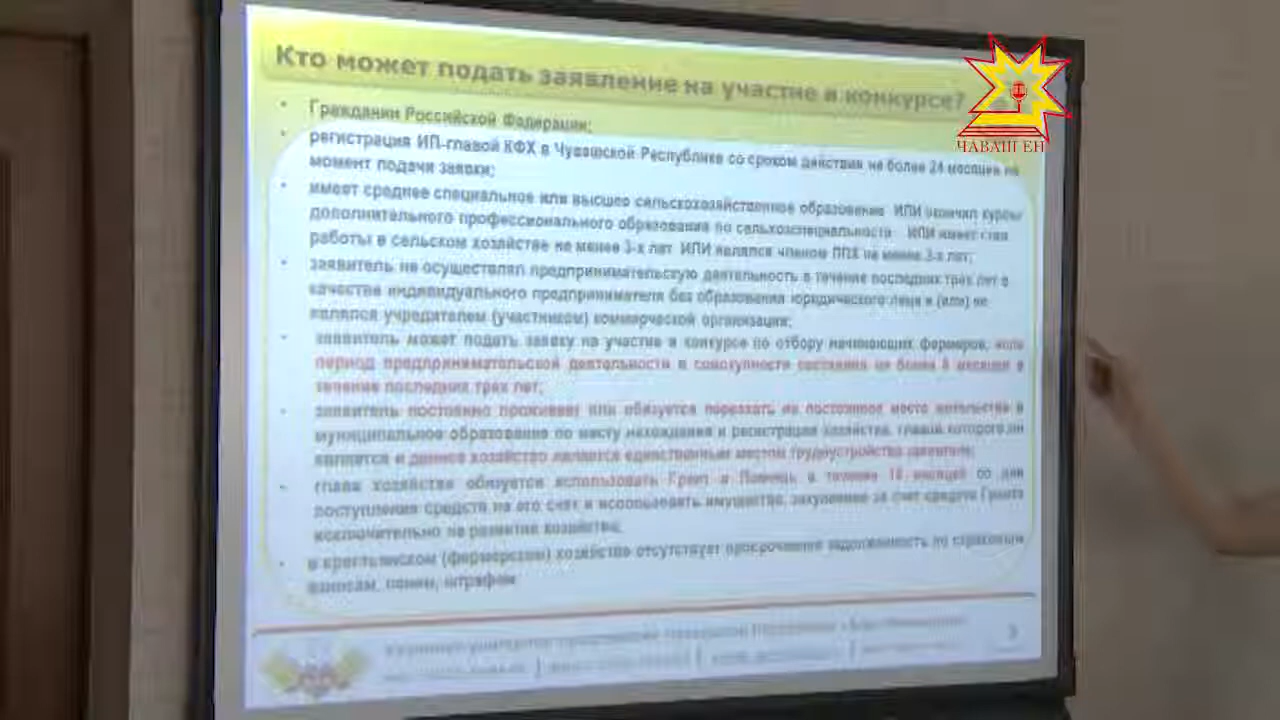 Кто может подать заявление на участие в конкурсе?
ЧАВАШ ЕН
• Гражданин Российской Федерации;
• регистрация ИП-главой КФХ в Чувашской Республике со сроком действия не более 24 месяцев на
момент подачи заявки;
• имеет среднее специальное или высшее сельскохозяйственное образование ИЛИ окончил курсы
дополнительного профессионального образования по сельхозспециальности ИЛИ имеет стаж
работы в сельском хозяйстве не менее 3-х лет ИЛИ являлся членом ЛПХ не менее 3-х лет;
• заявитель не осуществлял предпринимательскую деятельность в течение последних трех лет в
качестве индивидуального предпринимателя без образования юридического лица и (или) не
являлся учредителем (участником) коммерческой организации;
• заявитель может подать заявку на участие в конкурсе по отбору начинающих фермеров, если
период предпринимательской деятельности в совокупности составлял не более 6 месяцев в
течение последних трех лет;
• заявитель постоянно проживает или обязуется переехать на постоянное место жительства в
муниципальное образование по месту нахождения и регистрации хозяйства, главой которого он
является и данное хозяйство является единственным местом трудоустройства заявителя;
• глава хозяйства обязуется использовать Грант и Помощь в течение 18 месяцев со дня
поступления средств на его счет и использовать имущество, закупаемое за счет средств Гранта
исключительно на развитие хозяйства;
• в крестьянском (фермерском) хозяйстве отсутствует просроченная задолженность по страховым
взносам, пеням, штрафам
3